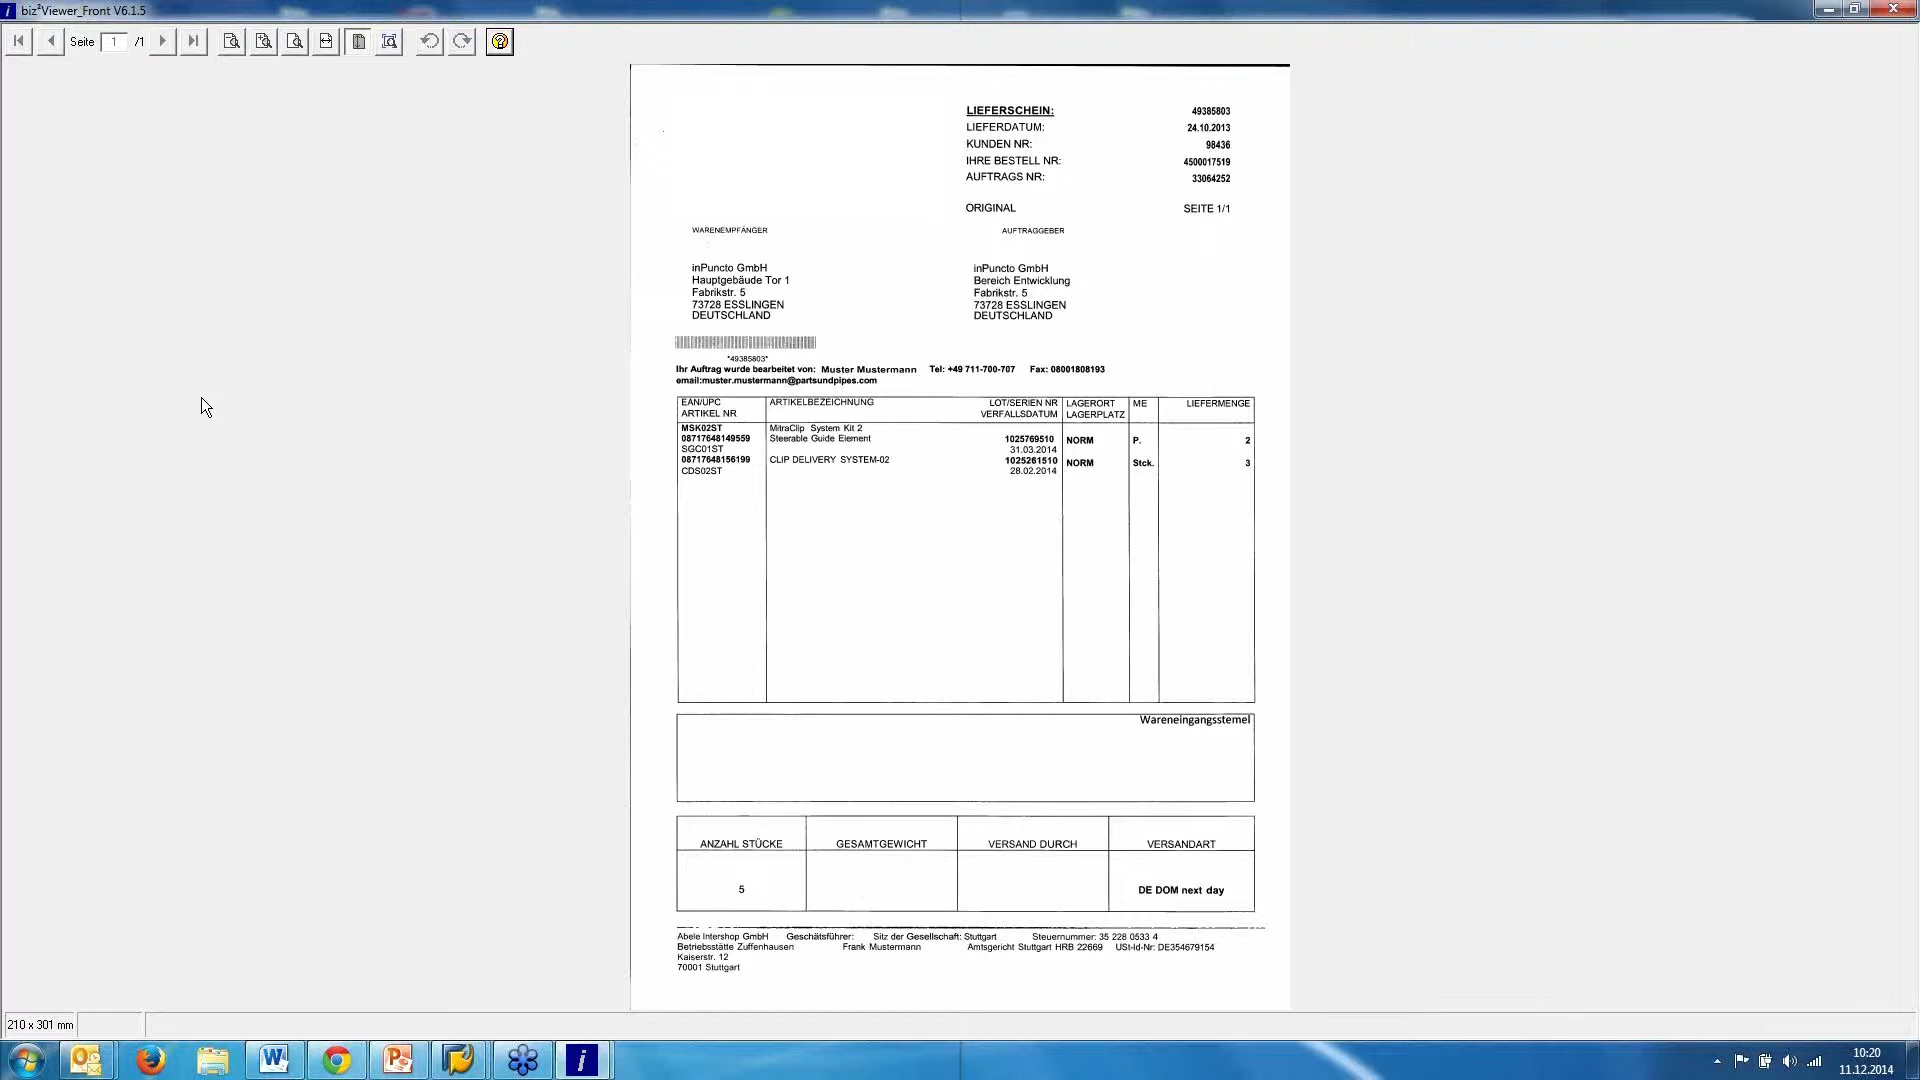 biz²Viewer_Front V6.1.5
Seite 1 /1
LIEFERSCHEIN: 49385803
LIEFERDATUM: 24.10.2013
KUNDEN NR: 98436
IHRE BESTELL NR: 4500017519
AUFTRAGS NR: 33064252
ORIGINAL SEITE 1/1
WARENEMPFÄNGER AUFTRAGGEBER
inPuncto GmbH inPuncto GmbH
Hauptgebäude Tor 1 Bereich Entwicklung
Fabrikstr. 5 Fabrikstr. 5
73728 ESSLINGEN 73728 ESSLINGEN
DEUTSCHLAND DEUTSCHLAND
*49385803*
Ihr Auftrag wurde bearbeitet von: Muster Mustermann Tel: +49 711-700-707 Fax: 08001808193
email:muster.mustermann@partsundpipes.com
EAN/UPC ARTIKELBEZEICHNUNG LOT/SERIEN NR LAGERORT ME LIEFERMENGE
ARTIKEL NR VERFALLSDATUM LAGERPLATZ
MSK02ST MitraClip System Kit 2
08717648149559 Steerable Guide Element 1025769510 NORM P. 2
SGC01ST 31.03.2014
08717648156199 CLIP DELIVERY SYSTEM-02 1025261510 NORM Stck. 3
CDS02ST 28.02.2014
Wareneingangsstemel
ANZAHL STÜCKE GESAMTGEWICHT VERSAND DURCH VERSANDART
5 DE DOM next day
Abele Intershop GmbH Geschätsführer: Sitz der Gesellschaft: Stuttgart Steuernummer: 35 228 0533 4
Betriebsstätte Zuffenhausen Frank Mustermann Amtsgericht Stuttgart HRB 22669 USt-Id-Nr: DE354679154
Kaiserstr. 12
70001 Stuttgart
210 x 301 mm
10:20
11.12.2014